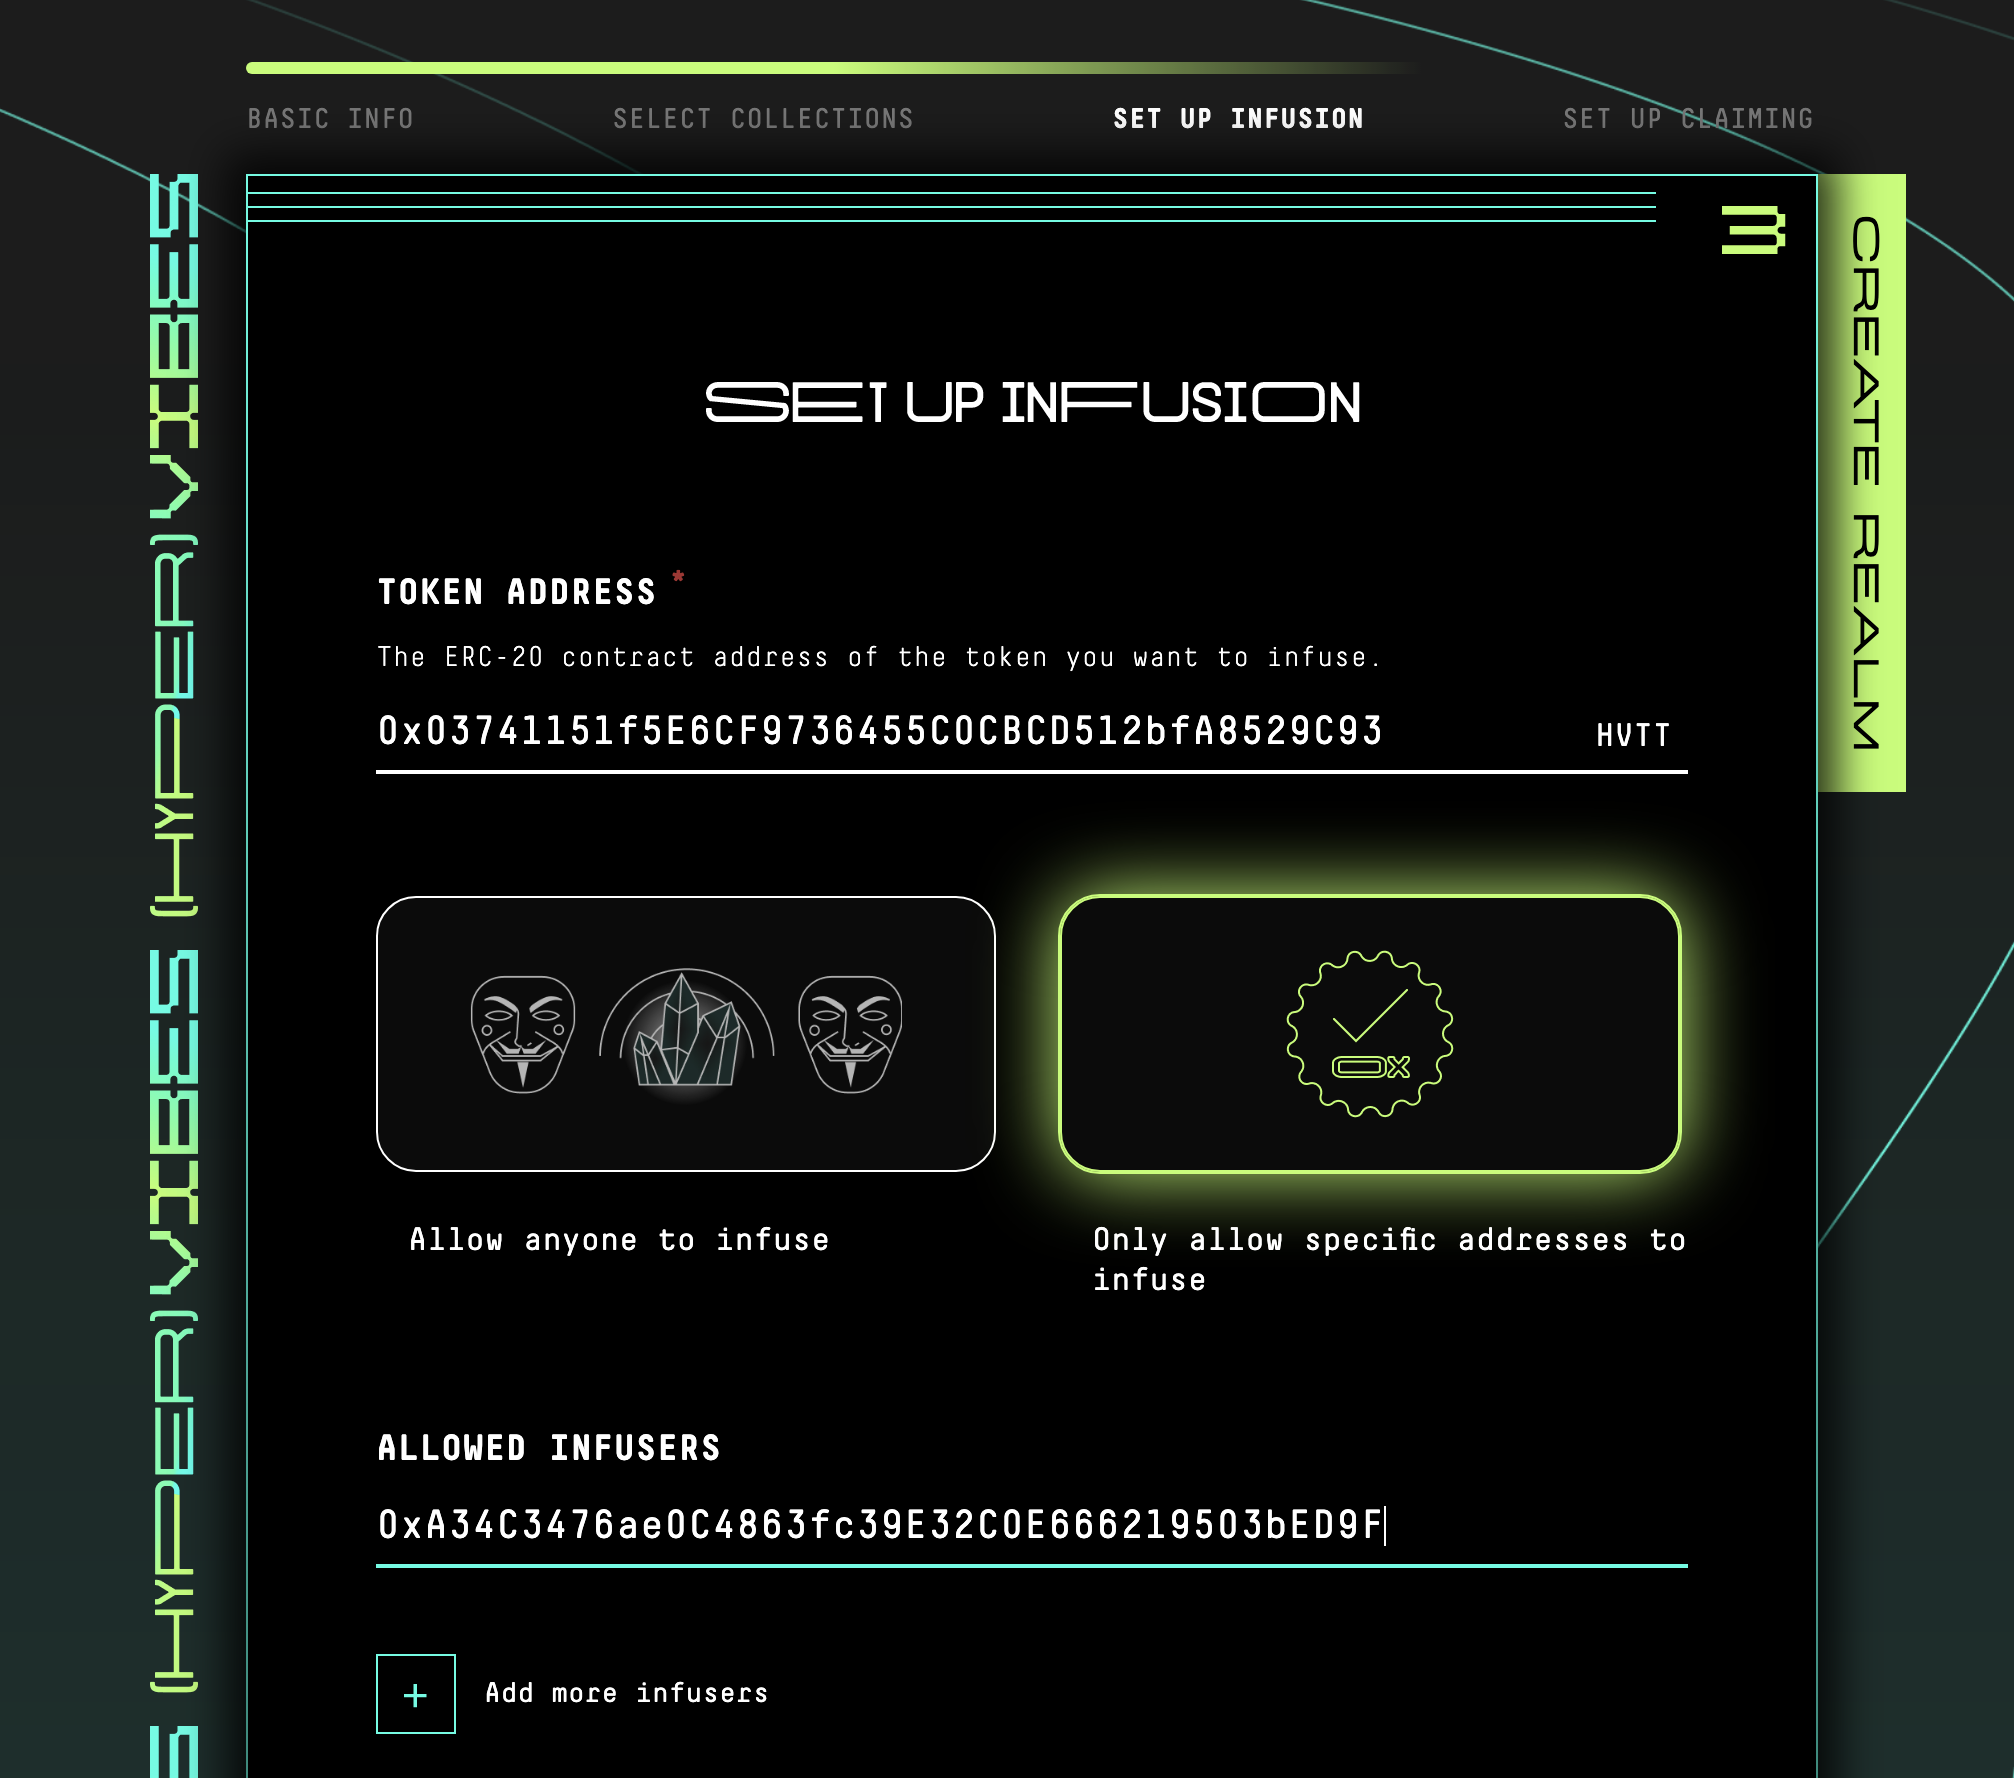 BASIC INFO
SELECT COLLECTIONS
SET UP INFUSION
SET UP CLAIMING
3
SET UP INFUSION
TOKEN ADDRESS *
The ERC-20 contract address of the token you want to infuse.
0x03741151f5E6CF9736455C0CBCD512bfA8529C93
HVTT
0x
Allow anyone to infuse
Only allow specific addresses to
infuse
ALLOWED INFUSERS
0xA34C3476ae0C4863fc39E32C0E666219503bED9F
+
Add more infusers
CREATE REALM
(HYPER)VIBES
(HYPER)VIBES
S